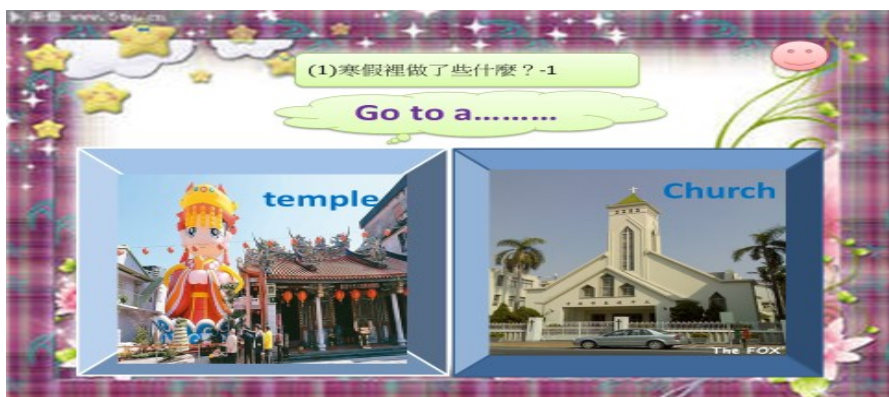 (1)寒假裡做了些什麼？-1
Go to a.........
temple
Church
The FOX